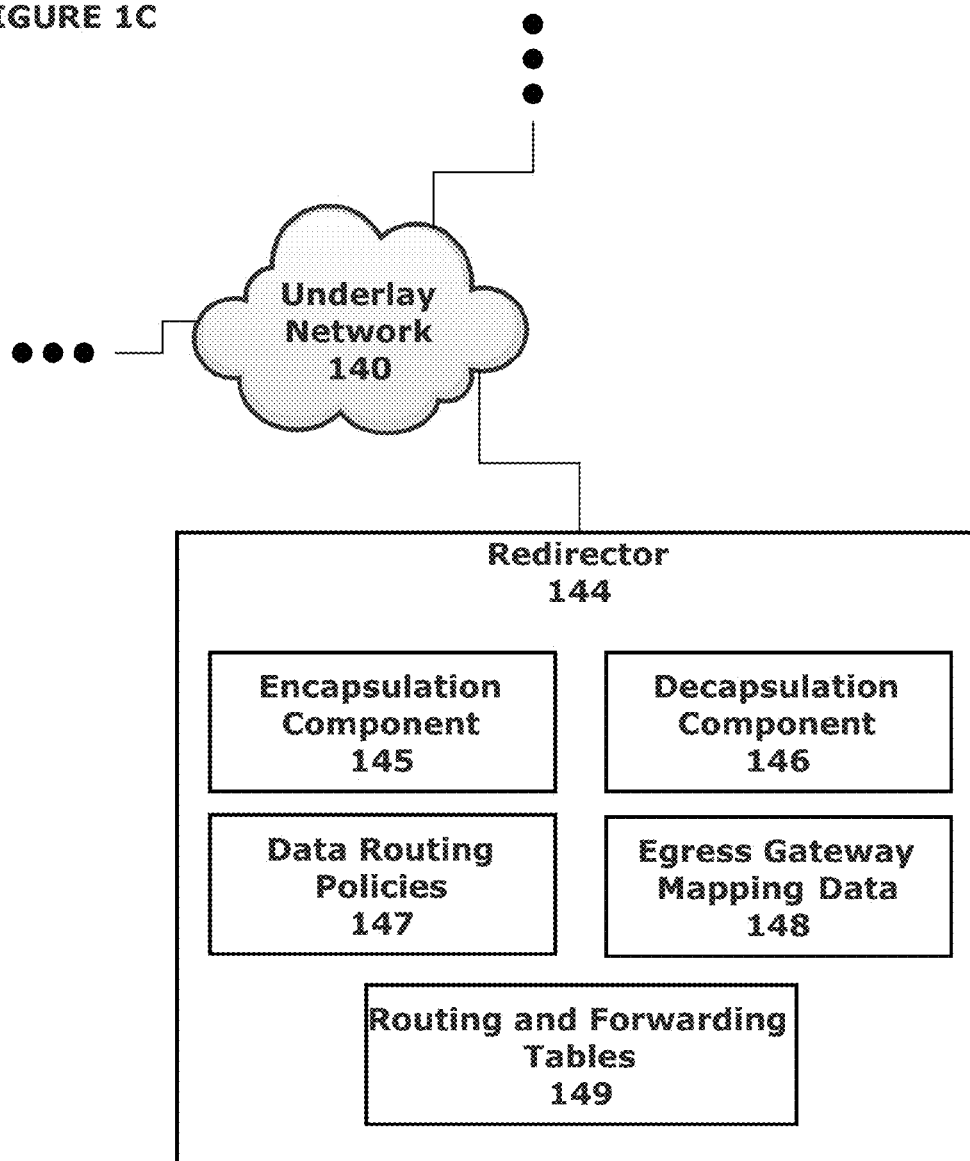 IGURE 1C
Underlay
Network
140
Redirector
144
Encapsulation
Component
145
Decapsulation
Component
146
Data Routing
Policies
147
Egress Gateway
Mapping Data
148
Routing and Forwarding
Tables
149